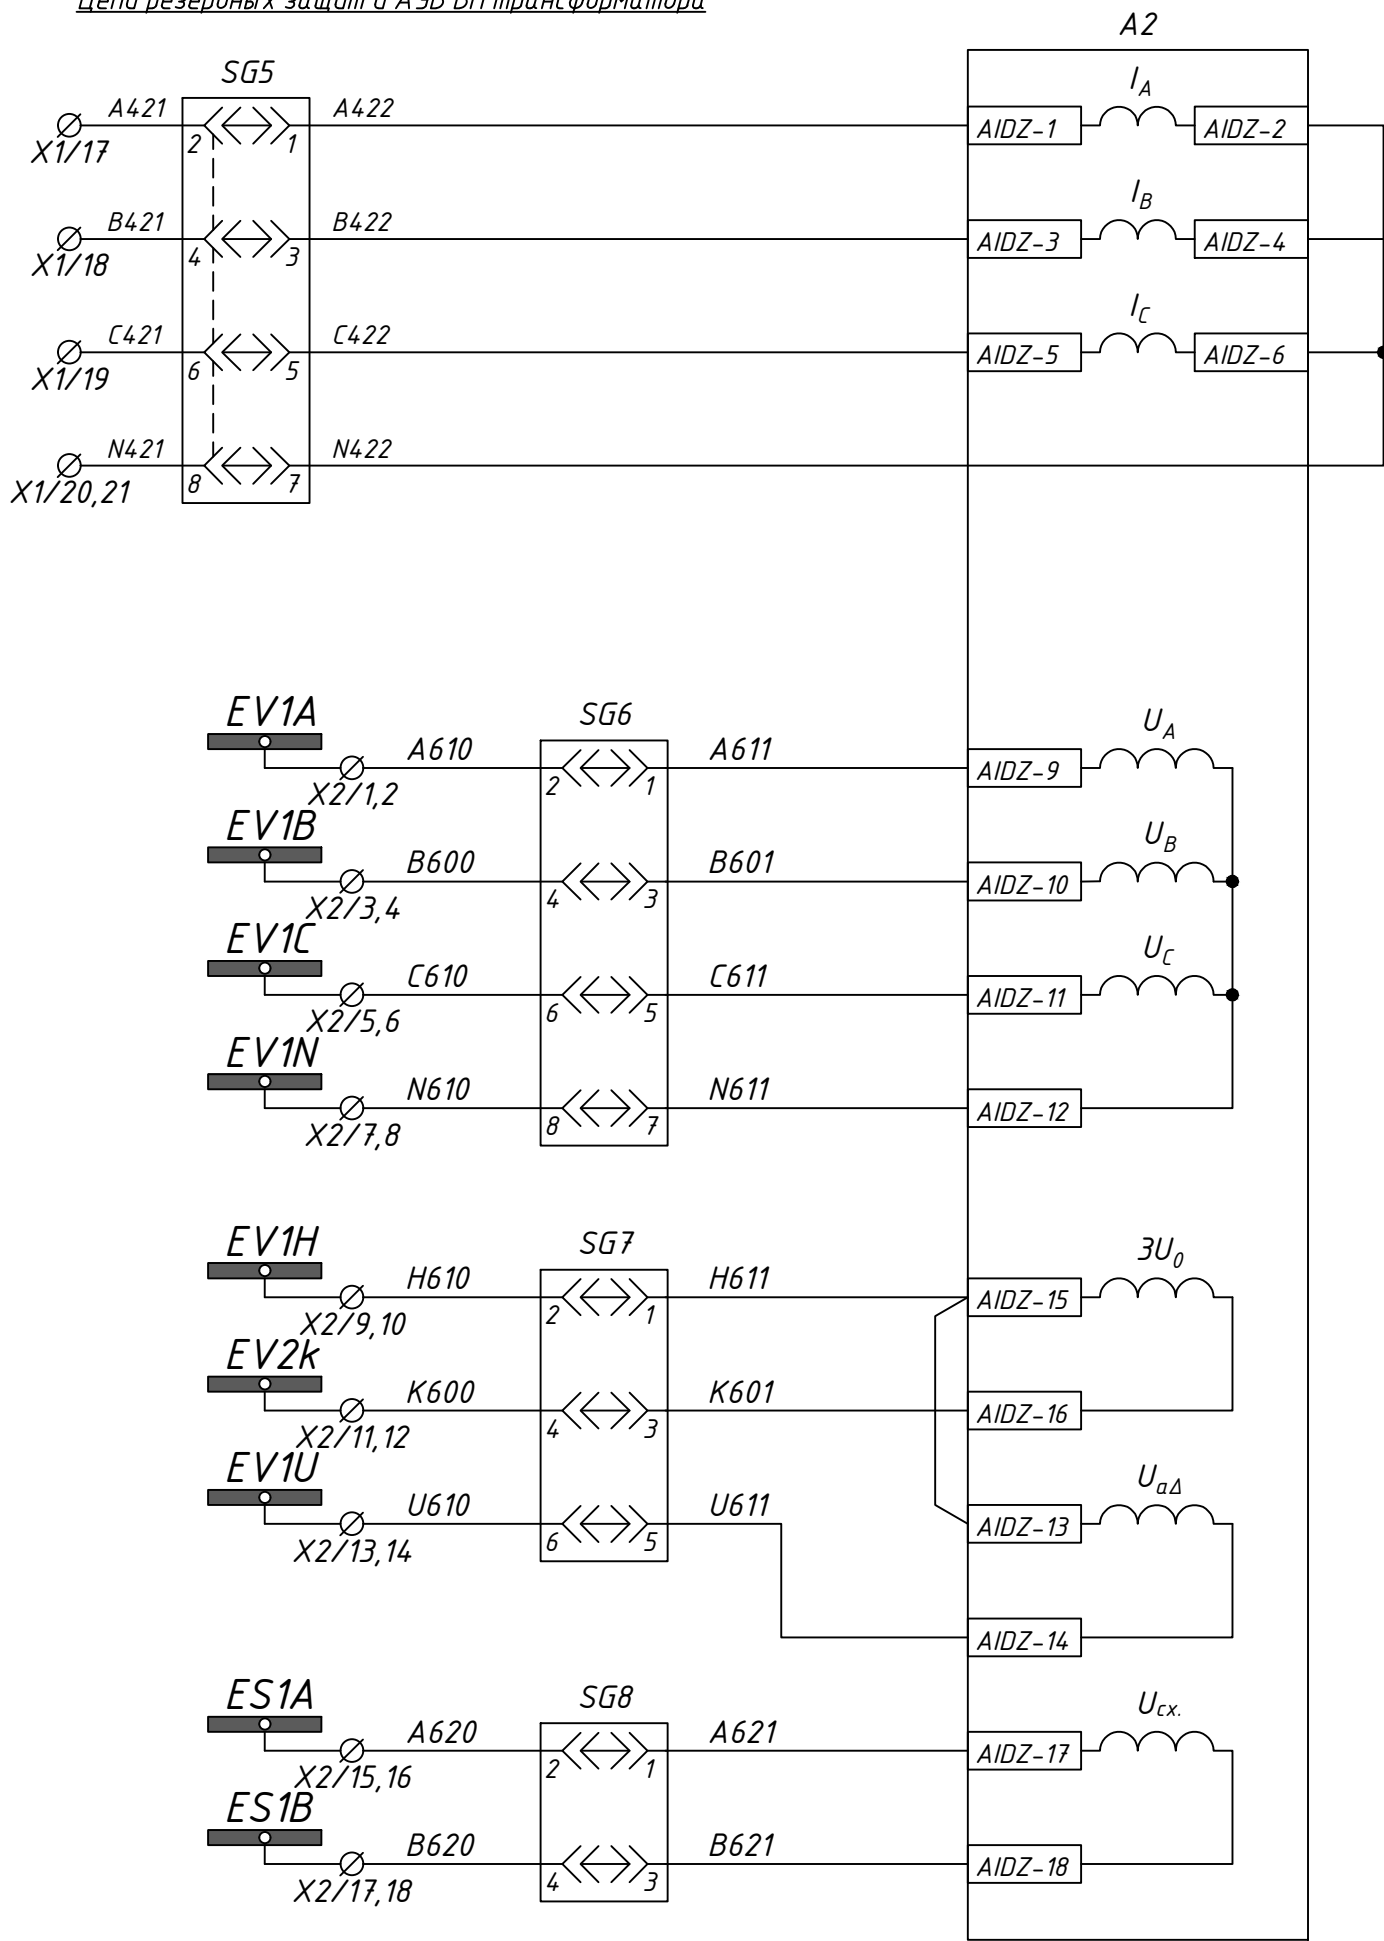 Цепи резервных защит и АУВ ВН трансформатора
A2
SG5
I_A
A421
A422
2
1
X1/17
AIDZ-1
AIDZ-2
I_B
B421
B422
4
3
X1/18
AIDZ-3
AIDZ-4
I_C
C421
C422
6
5
X1/19
AIDZ-5
AIDZ-6
N421
N422
8
7
X1/20,21
EV1A
SG6
U_A
A610
A611
2
1
X2/1,2
AIDZ-9
EV1B
U_B
B600
B601
4
3
X2/3,4
AIDZ-10
EV1C
U_C
C610
C611
6
5
X2/5,6
AIDZ-11
EV1N
N610
N611
8
7
X2/7,8
AIDZ-12
EV1H
SG7
3U_0
H610
H611
2
1
X2/9,10
AIDZ-15
EV2k
K600
K601
4
3
X2/11,12
AIDZ-16
EV1U
U_aΔ
U610
U611
6
5
X2/13,14
AIDZ-13
AIDZ-14
ES1A
SG8
U_сх.
A620
A621
2
1
X2/15,16
AIDZ-17
ES1B
B620
B621
4
3
X2/17,18
AIDZ-18